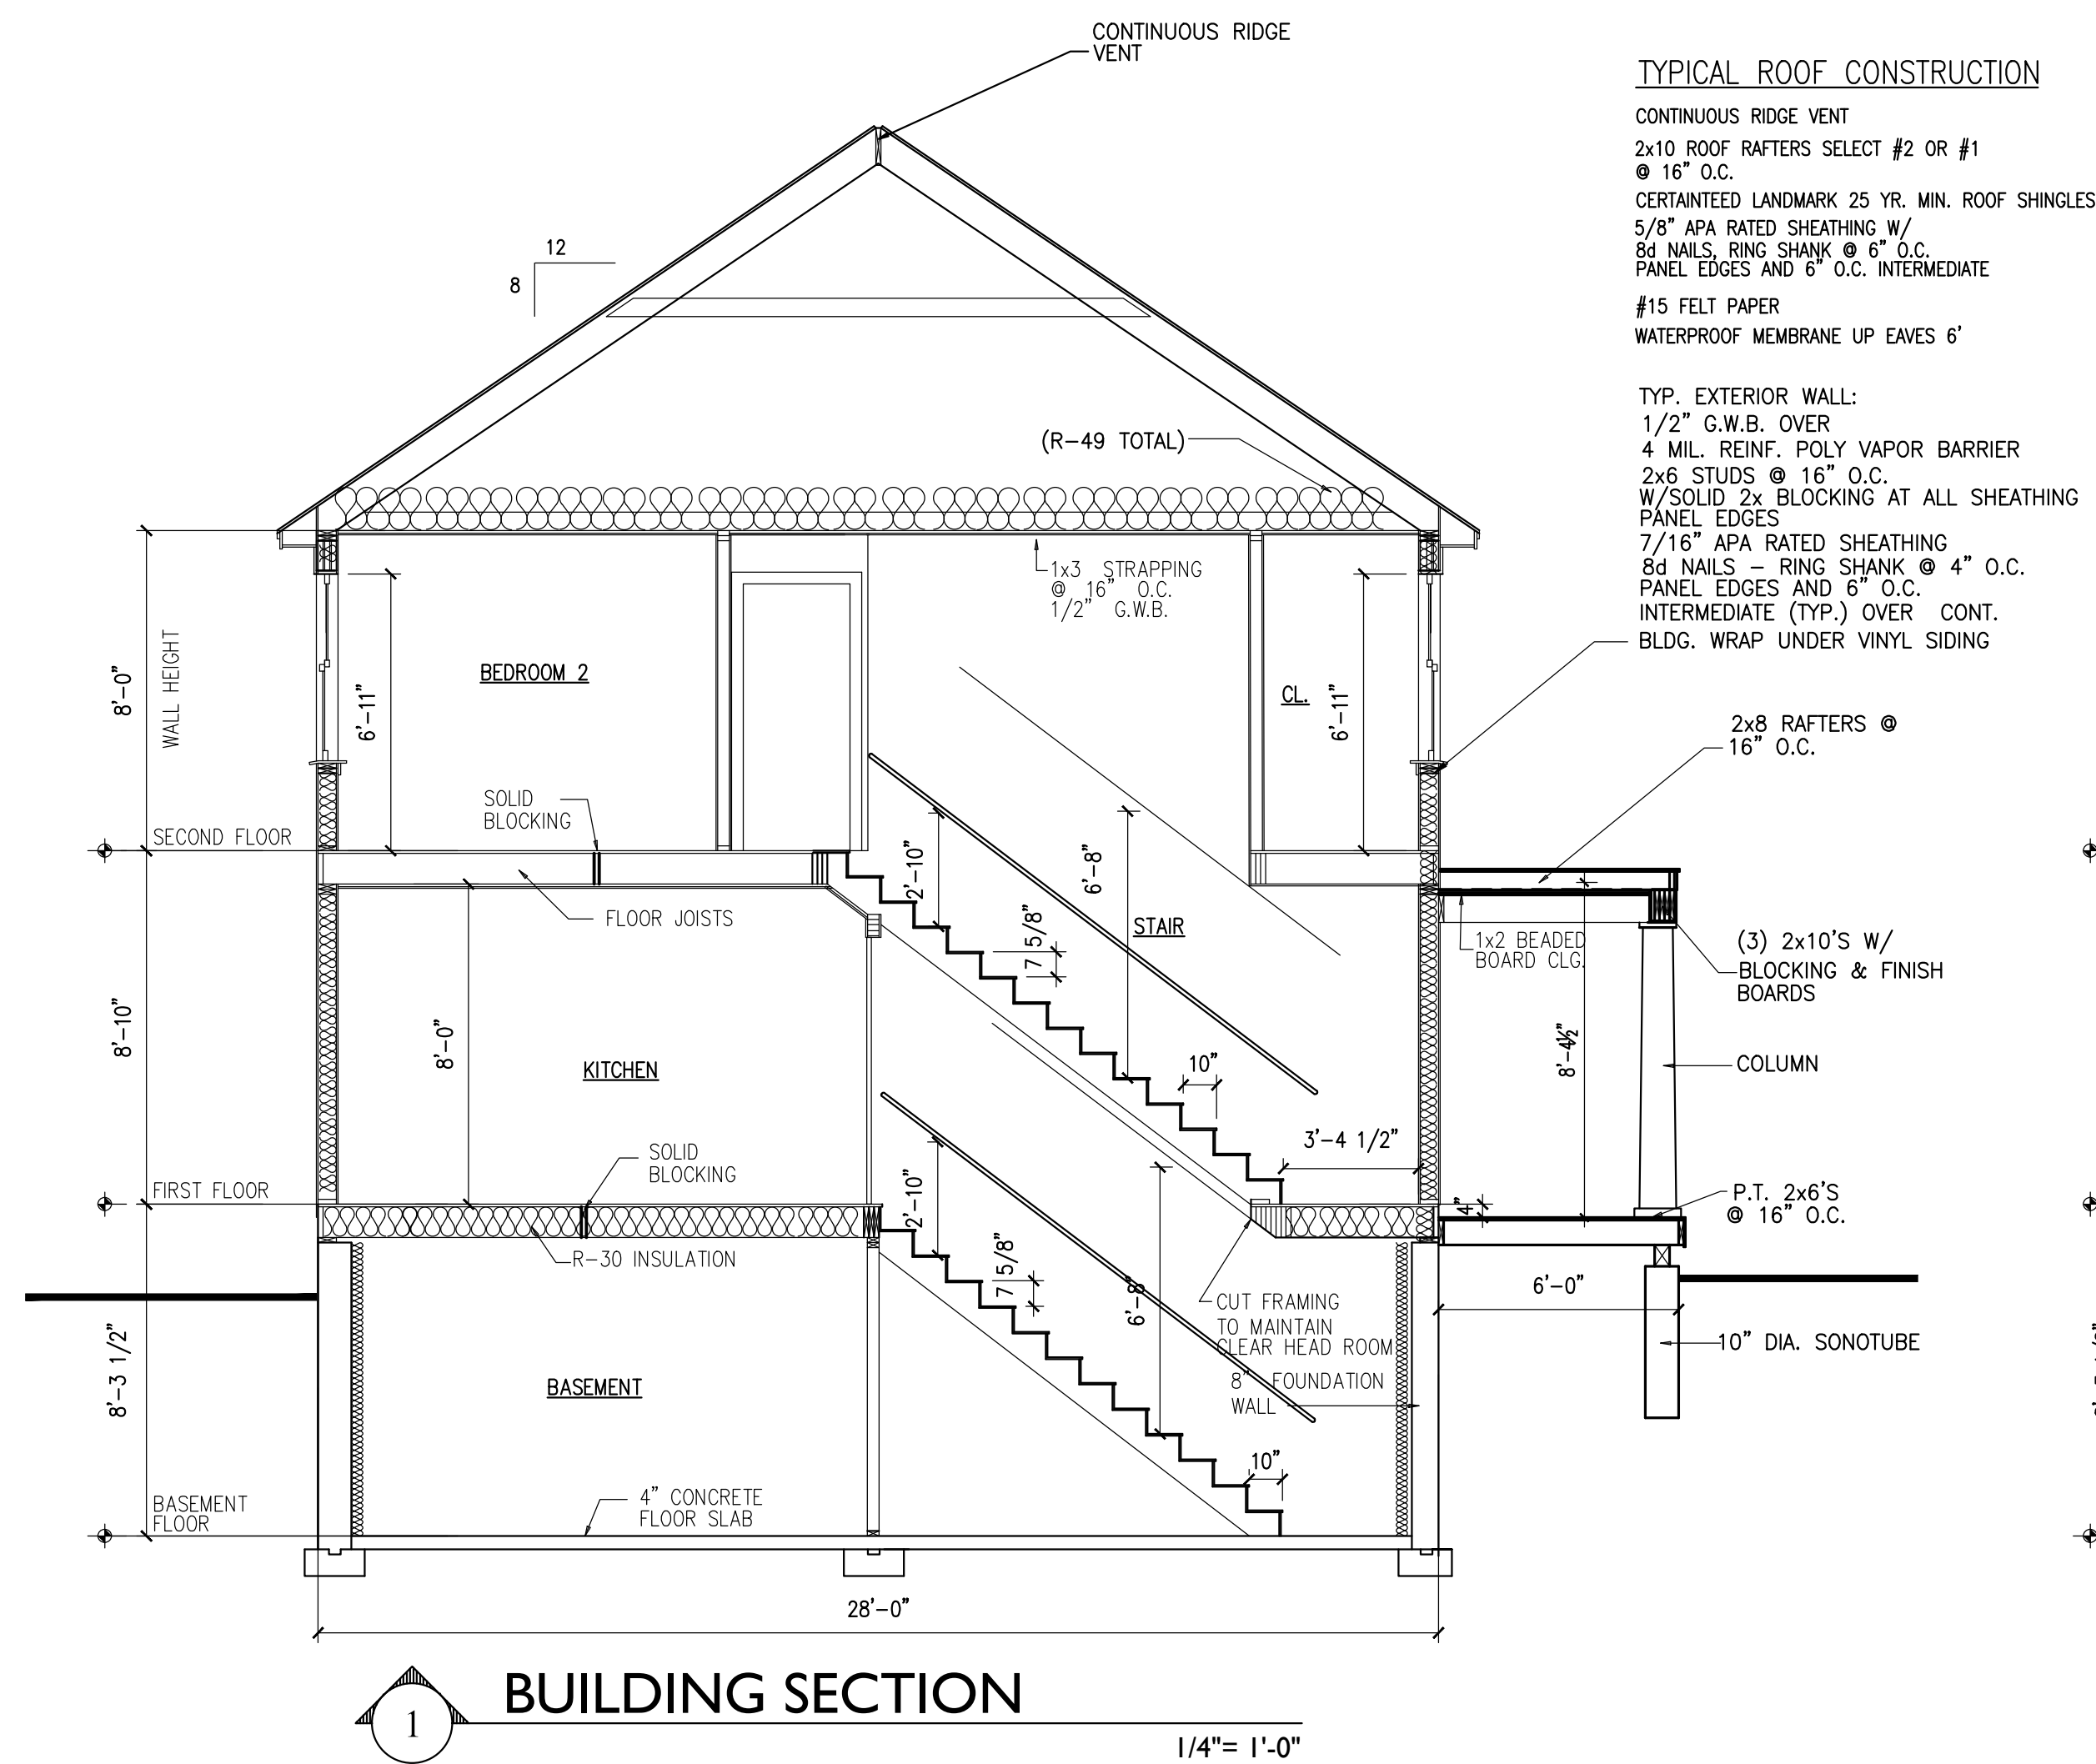 CONTINUOUS RIDGE
VENT
TYPICAL ROOF CONSTRUCTION
CONTINUOUS RIDGE VENT
2x10 ROOF RAFTERS SELECT #2 OR #1
@ 16" O.C.
CERTAINTEED LANDMARK 25 YR. MIN. ROOF SHINGLES
5/8" APA RATED SHEATHING W/
8d NAILS, RING SHANK @ 6" O.C.
PANEL EDGES AND 6" O.C. INTERMEDIATE
#15 FELT PAPER
WATERPROOF MEMBRANE UP EAVES 6'
12
8
TYP. EXTERIOR WALL:
1/2" G.W.B. OVER
4 MIL. REINF. POLY VAPOR BARRIER
2x6 STUDS @ 16" O.C.
W/SOLID 2x BLOCKING AT ALL SHEATHING
PANEL EDGES
7/16" APA RATED SHEATHING
8d NAILS – RING SHANK @ 4" O.C.
PANEL EDGES AND 6" O.C.
INTERMEDIATE (TYP.) OVER CONT.
BLDG. WRAP UNDER VINYL SIDING
(R-49 TOTAL)
1x3 STRAPPING
@ 16" O.C.
1/2" G.W.B.
8'-0"
WALL HEIGHT
6'-11"
BEDROOM 2
CL.
6'-11"
2x8 RAFTERS @
16" O.C.
SOLID
BLOCKING
SECOND FLOOR
2'-10"
6'-8"
FLOOR JOISTS
7 5/8"
STAIR
1x2 BEADED
BOARD CLG.
(3) 2x10'S W/
BLOCKING & FINISH
BOARDS
8'-10"
8'-0"
KITCHEN
10"
8'-4½"
COLUMN
3'-4 1/2"
SOLID
BLOCKING
FIRST FLOOR
2'-10"
4"
P.T. 2x6'S
@ 16" O.C.
R-30 INSULATION
7 5/8"
6'-8"
CUT FRAMING
TO MAINTAIN
CLEAR HEAD ROOM
6'-0"
8'-3 1/2"
10" DIA. SONOTUBE
BASEMENT
8" FOUNDATION
WALL
10"
BASEMENT
FLOOR
4" CONCRETE
FLOOR SLAB
28'-0"
1
BUILDING SECTION
1/4"= 1'-0"